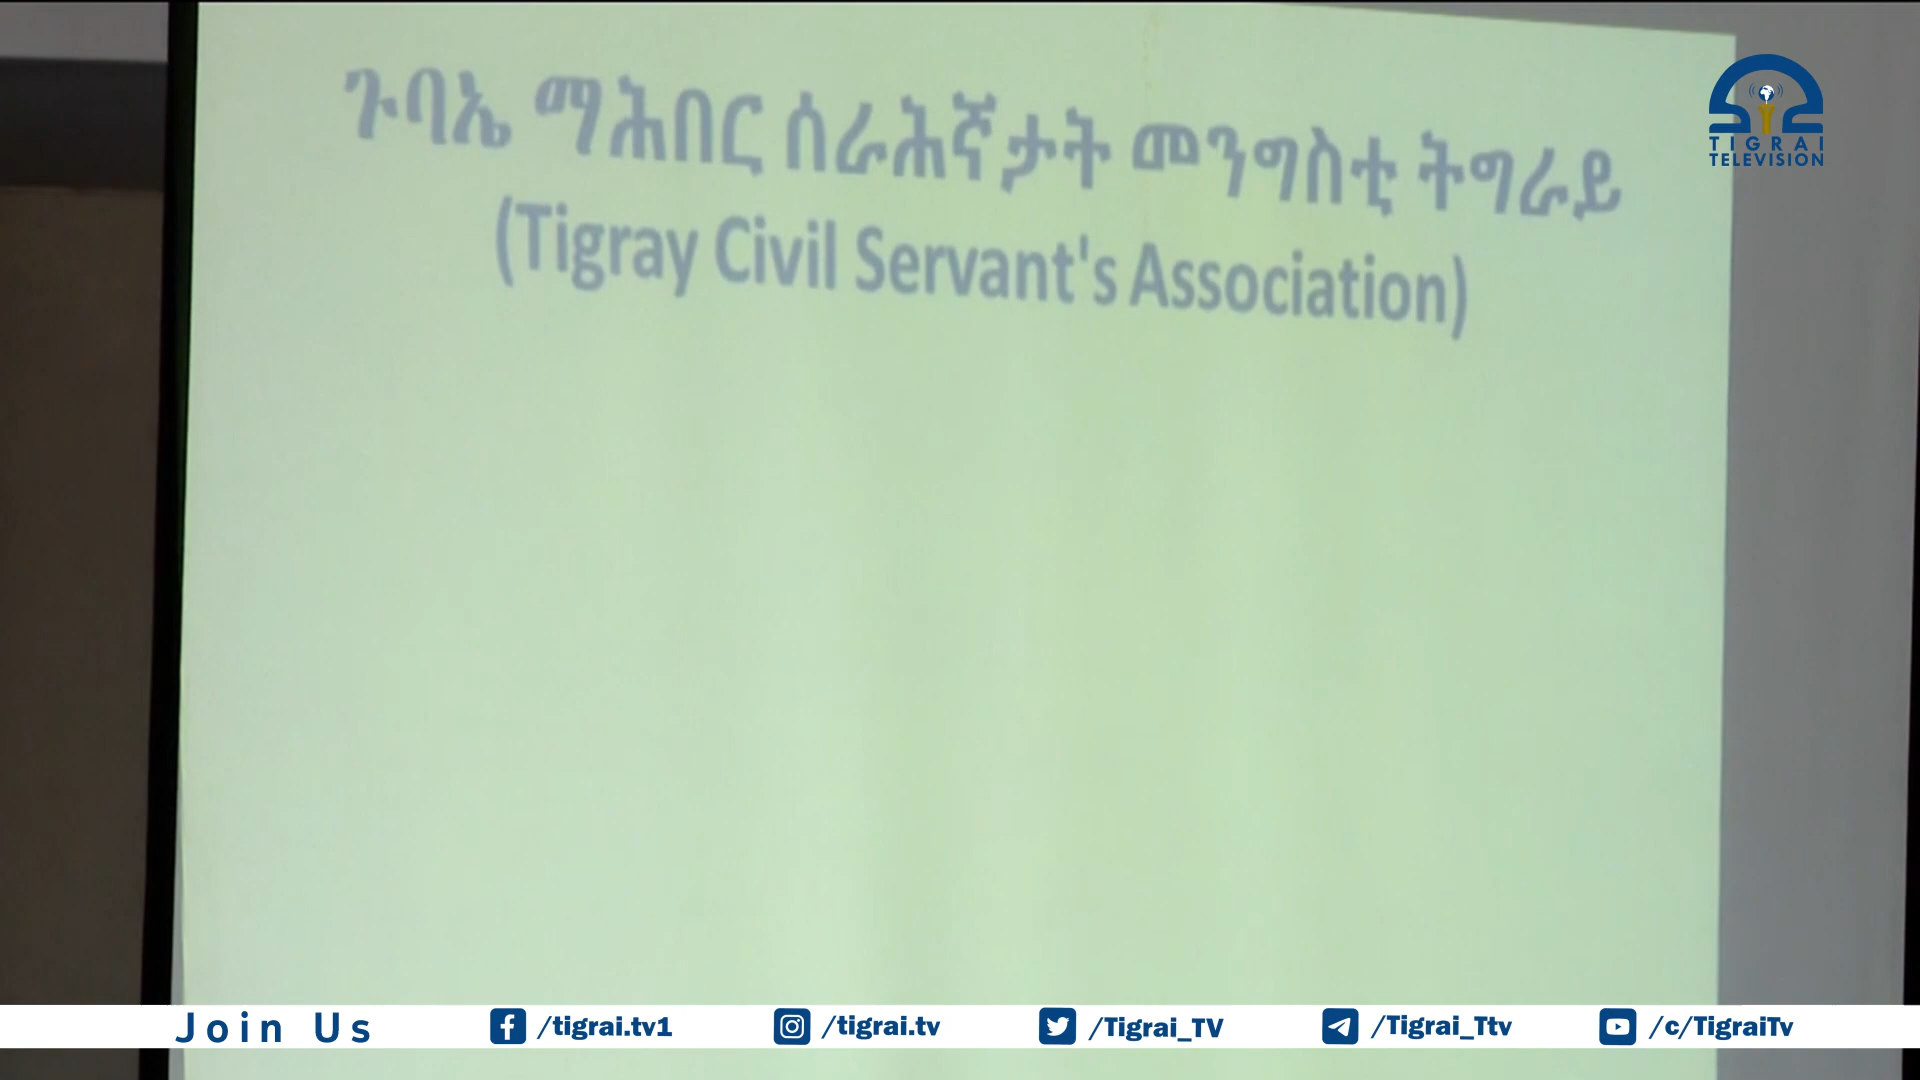 ጉባኤ ማሕበር ሰራሕኛታት መንግስቲ ትግራይ
(Tigray Civil Servant's Association)
TIGRAI
TELEVISION
Join Us /tigrai.tv1 /tigrai.tv /Tigrai_TV /Tigrai_Ttv /c/TigraiTv